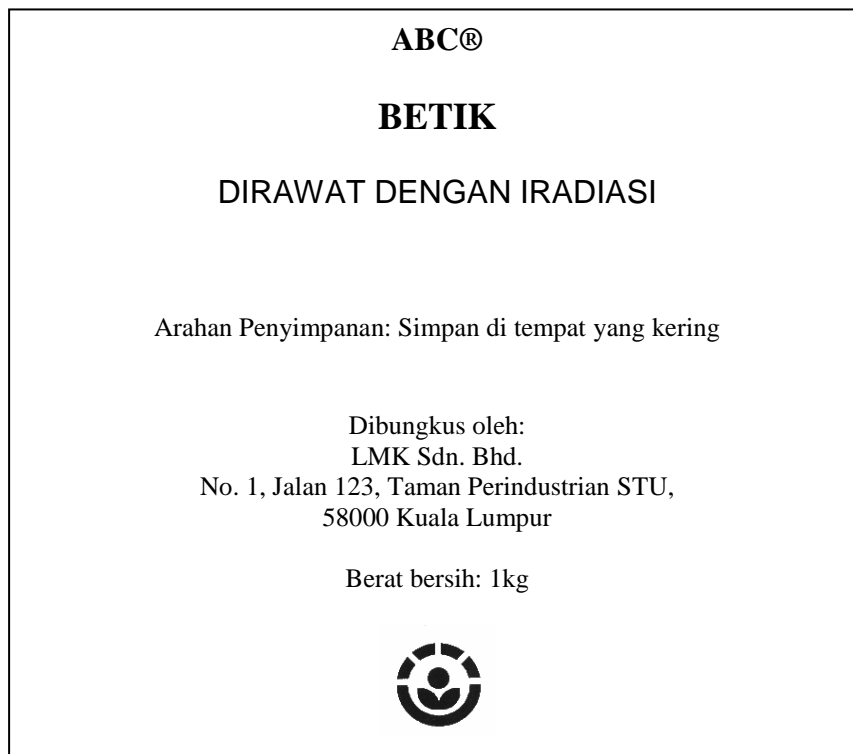 ABC®
BETIK
DIRAWAT DENGAN IRADIASI
Arahan Penyimpanan: Simpan di tempat yang kering
Dibungkus oleh:
LMK Sdn. Bhd.
No. 1, Jalan 123, Taman Perindustrian STU,
58000 Kuala Lumpur
Berat bersih: 1kg